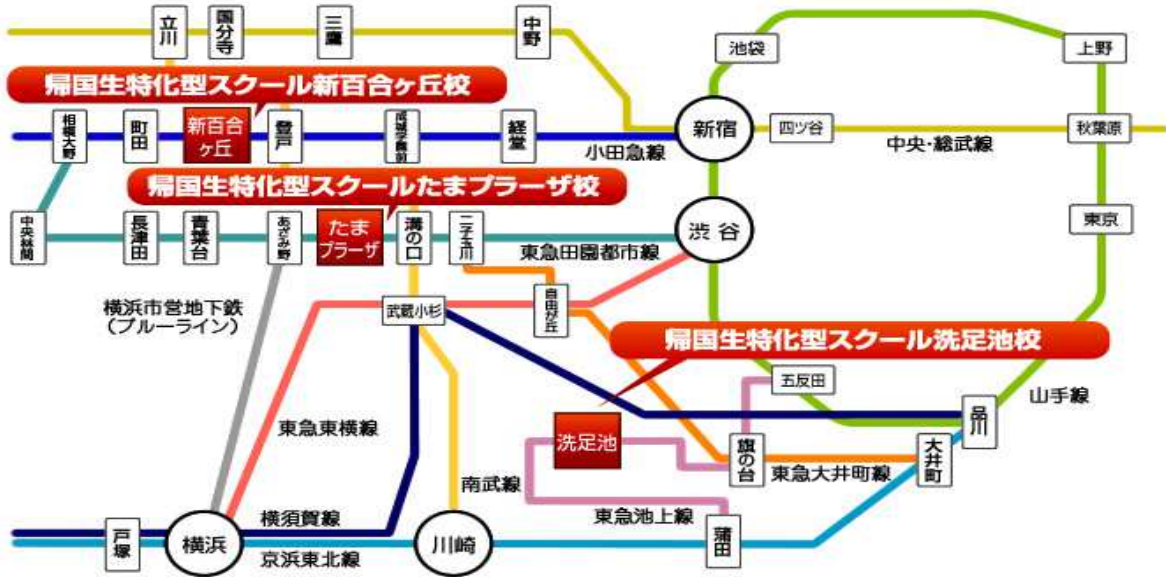 立川
国分寺
三鷹
中野
池袋
上野
帰国生特化型スクール新百合ヶ丘校
相模大野
町田
新百合
ヶ丘
登戸
成城学園前
経堂
新宿
四ツ谷
秋葉原
小田急線
中央・総武線
帰国生特化型スクールたまプラーザ校
中央林間
長津田
青葉台
あざみ野
たま
プラーザ
溝の口
二子玉川
渋谷
東京
東急田園都市線
横浜市営地下鉄
(ブルーライン)
武蔵小杉
自由が丘
帰国生特化型スクール洗足池校
五反田
山手線
品川
東急東横線
洗足池
旗の台
大井町
東急大井町線
南武線
横須賀線
東急池上線
戸塚
横浜
川崎
蒲田
京浜東北線